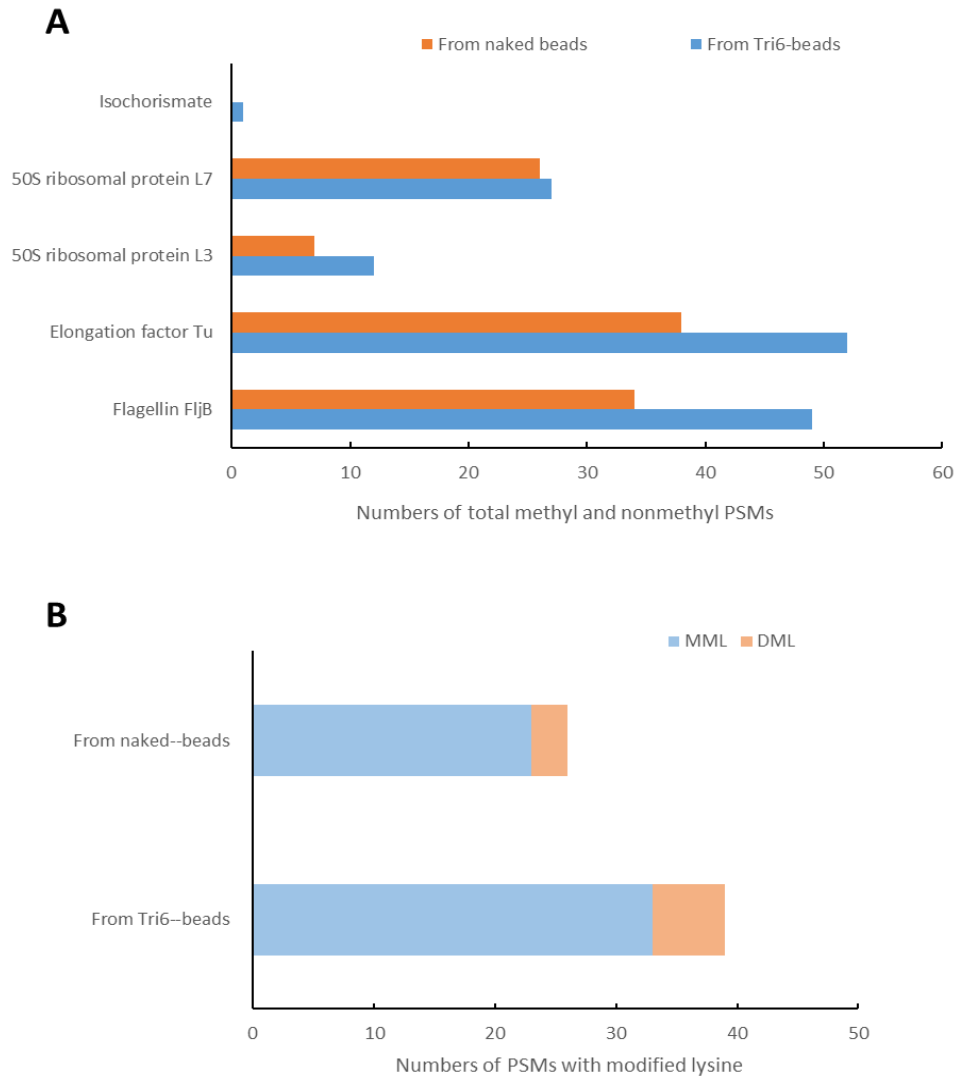 A
From naked beads From Tri6-beads
Isochorismate
50S ribosomal protein L7
50S ribosomal protein L3
Elongation factor Tu
Flagellin FljB
0 10 20 30 40 50 60
Numbers of total methyl and nonmethyl PSMs
B
MML DML
From naked--beads
From Tri6--beads
0 10 20 30 40 50
Numbers of PSMs with modified lysine